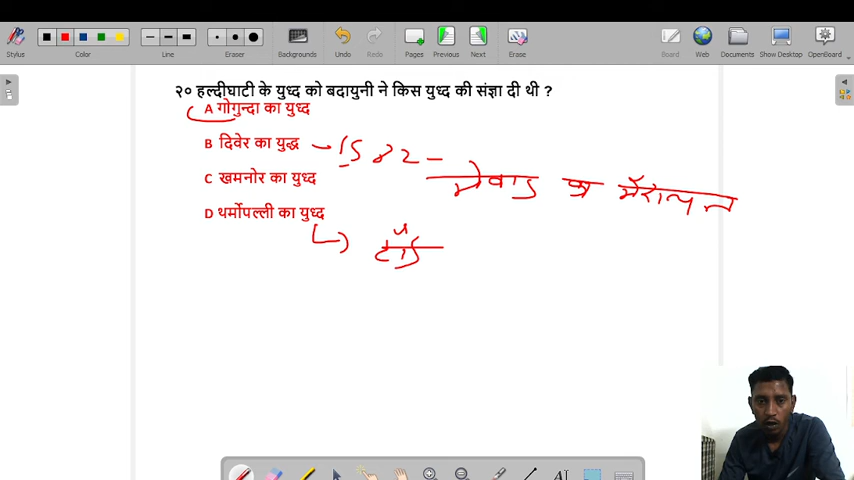 Stylus
Color
Line
Eraser
Backgrounds
Undo
Redo
Pages
Previous
Next
Erase
Board
Web
Documents
Show Desktop
Gallery
२० हल्दीघाटी के युध्द को बदायुनी ने किस युध्द की संज्ञा दी थी ?
A गोगुन्दा का युध्द
B दिवेर का युद्ध
1582 -
मेवाड का मैराथन
C खमनोर का युध्द
D थर्मोपल्ली का युध्द
टॉड